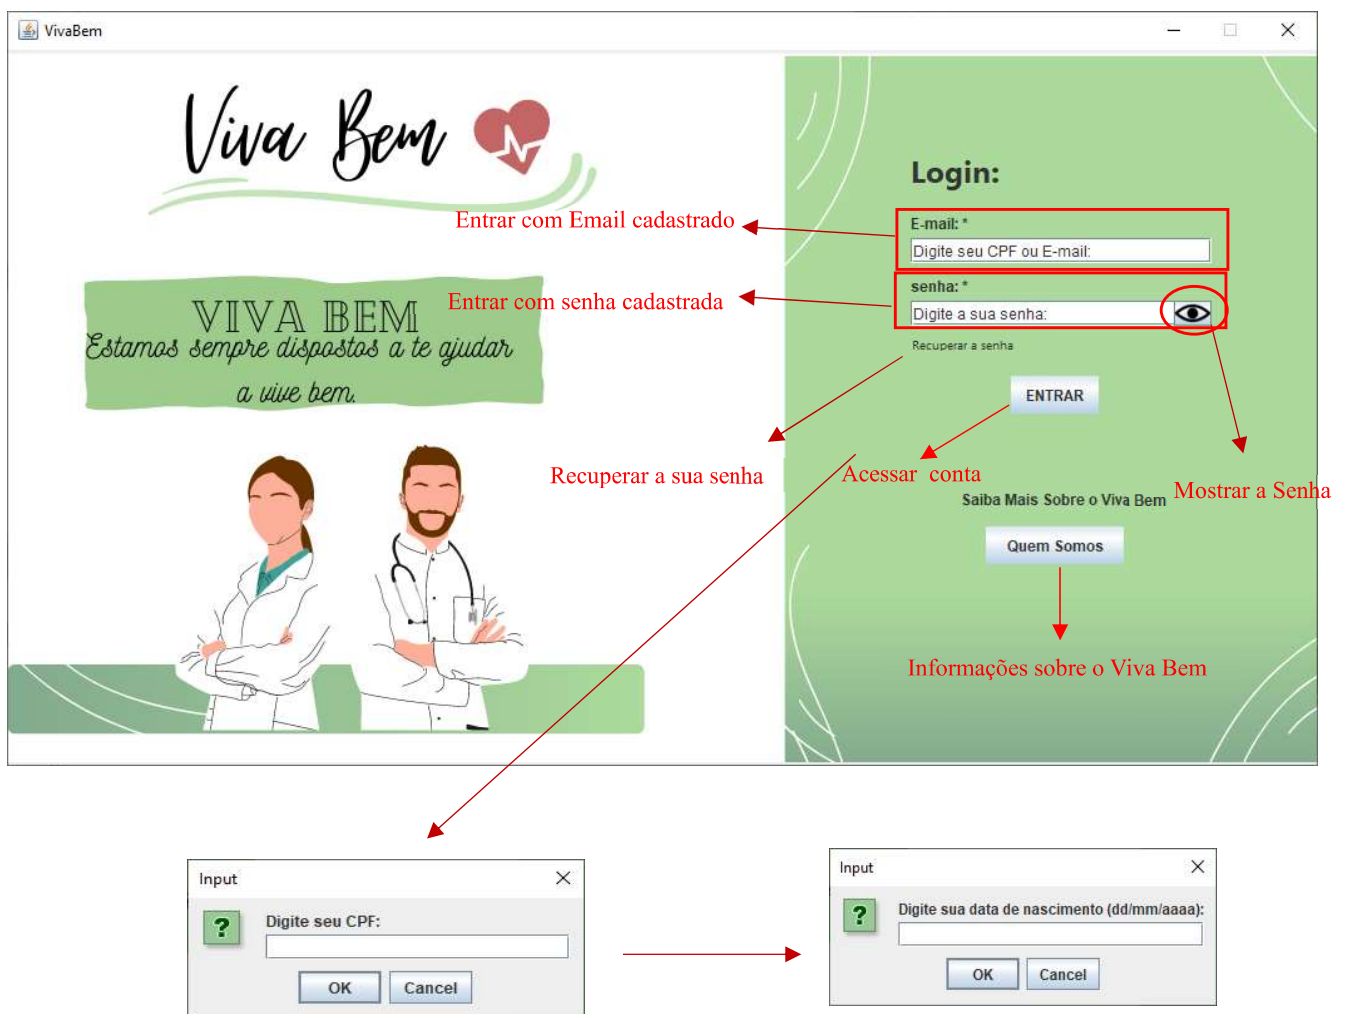 VivaBem
Viva Bem
Login:
Entrar com Email cadastrado
E-mail: *
Digite seu CPF ou E-mail:
Entrar com senha cadastrada
senha: *
Digite a sua senha:
Recuperar a senha
VIVA BEM
Estamos sempre dispostos a te ajudar
a vive bem.
ENTRAR
Recuperar a sua senha
Acessar conta
Mostrar a Senha
Saiba Mais Sobre o Viva Bem
Quem Somos
Informações sobre o Viva Bem
Input
Digite seu CPF:
OK
Cancel
Input
Digite sua data de nascimento (dd/mm/aaaa):
OK
Cancel